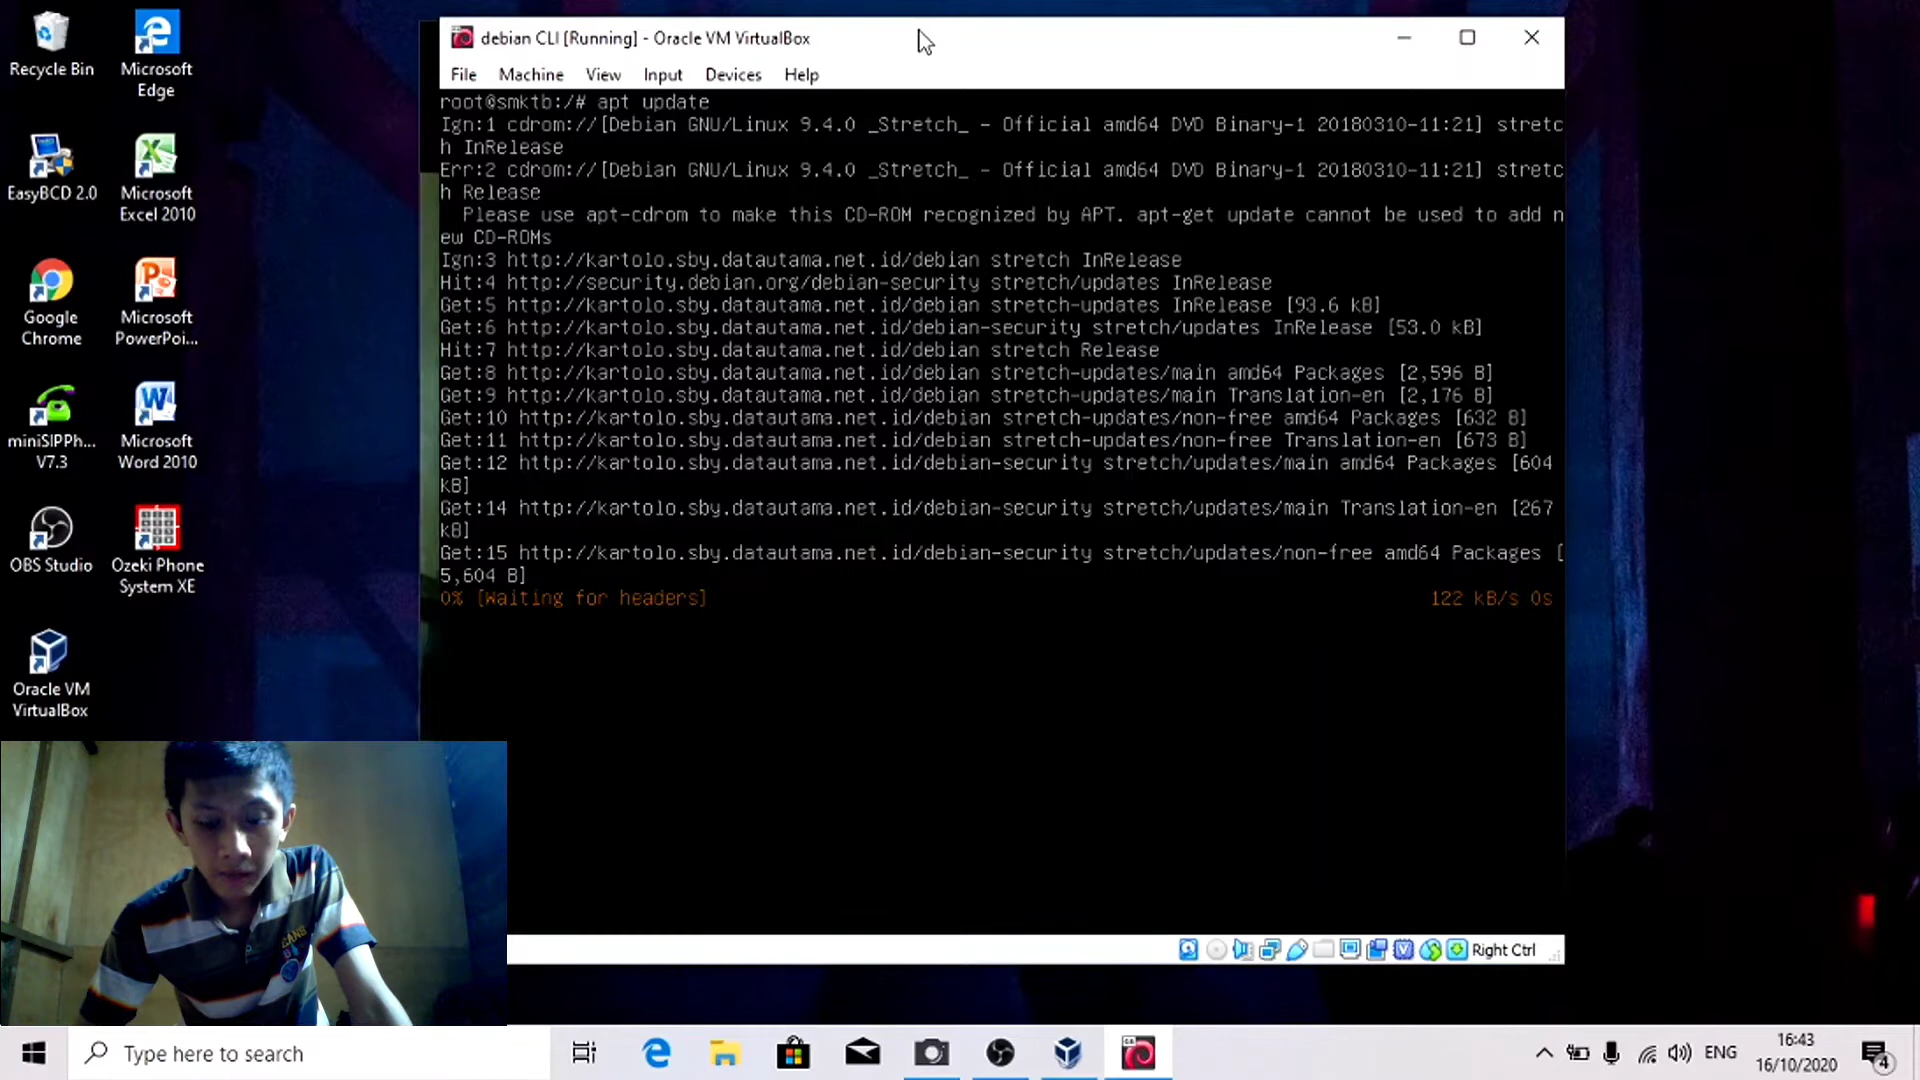 Recycle Bin
Microsoft
Edge
EasyBCD 2.0
Microsoft
Excel 2010
Google
Chrome
Microsoft
PowerPoi...
miniSIPPh...
V7.3
Microsoft
Word 2010
OBS Studio
Ozeki Phone
System XE
Oracle VM
VirtualBox
debian CLI [Running] - Oracle VM VirtualBox
File Machine View Input Devices Help
root@smktb:/# apt update
Ign:1 cdrom://[Debian GNU/Linux 9.4.0 _Stretch_ - Official amd64 DVD Binary-1 20180310-11:21] stretc
h InRelease
Err:2 cdrom://[Debian GNU/Linux 9.4.0 _Stretch_ - Official amd64 DVD Binary-1 20180310-11:21] stretc
h Release
Please use apt-cdrom to make this CD-ROM recognized by APT. apt-get update cannot be used to add n
ew CD-ROMs
Ign:3 http://kartolo.sby.datautama.net.id/debian stretch InRelease
Hit:4 http://security.debian.org/debian-security stretch/updates InRelease
Get:5 http://kartolo.sby.datautama.net.id/debian stretch-updates InRelease [93.6 kB]
Get:6 http://kartolo.sby.datautama.net.id/debian-security stretch/updates InRelease [53.0 kB]
Hit:7 http://kartolo.sby.datautama.net.id/debian stretch Release
Get:8 http://kartolo.sby.datautama.net.id/debian stretch-updates/main amd64 Packages [2,596 B]
Get:9 http://kartolo.sby.datautama.net.id/debian stretch-updates/main Translation-en [2,176 B]
Get:10 http://kartolo.sby.datautama.net.id/debian stretch-updates/non-free amd64 Packages [632 B]
Get:11 http://kartolo.sby.datautama.net.id/debian stretch-updates/non-free Translation-en [673 B]
Get:12 http://kartolo.sby.datautama.net.id/debian-security stretch/updates/main amd64 Packages [604
kB]
Get:14 http://kartolo.sby.datautama.net.id/debian-security stretch/updates/main Translation-en [267
kB]
Get:15 http://kartolo.sby.datautama.net.id/debian-security stretch/updates/non-free amd64 Packages [
5,604 B]
0% [Waiting for headers] 122 kB/s 0s
Right Ctrl
Type here to search
ENG
16:43
16/10/2020
4